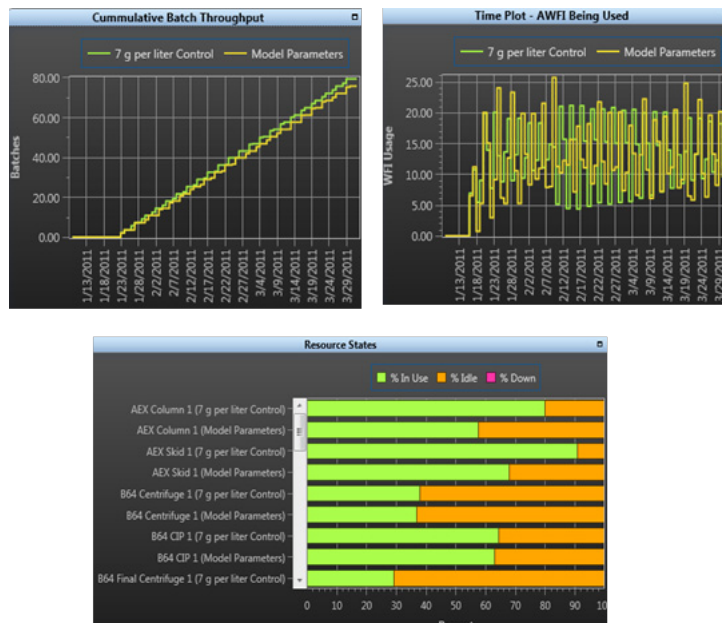 Cummulative Batch Throughput
7 g per liter Control
Model Parameters
80.00
60.00
40.00
20.00
0.00
Batches
1/13/2011
1/18/2011
1/23/2011
1/28/2011
2/2/2011
2/7/2011
2/12/2011
2/17/2011
2/22/2011
2/27/2011
3/4/2011
3/9/2011
3/14/2011
3/19/2011
3/24/2011
3/29/2011
Time Plot - AWFI Being Used
7 g per liter Control
Model Parameters
25.00
20.00
15.00
10.00
5.00
0.00
WFI Usage
1/13/2011
1/18/2011
1/23/2011
1/28/2011
2/2/2011
2/7/2011
2/12/2011
2/17/2011
2/22/2011
2/27/2011
3/4/2011
3/9/2011
3/14/2011
3/19/2011
3/24/2011
3/29/2011
Resource States
% In Use % Idle % Down
AEX Column 1 (7 g per liter Control)
AEX Column 1 (Model Parameters)
AEX Skid 1 (7 g per liter Control)
AEX Skid 1 (Model Parameters)
B64 Centrifuge 1 (7 g per liter Control)
B64 Centrifuge 1 (Model Parameters)
B64 CIP 1 (7 g per liter Control)
B64 CIP 1 (Model Parameters)
B64 Final Centrifuge 1 (7 g per liter Control)
0 10 20 30 40 50 60 70 80 90